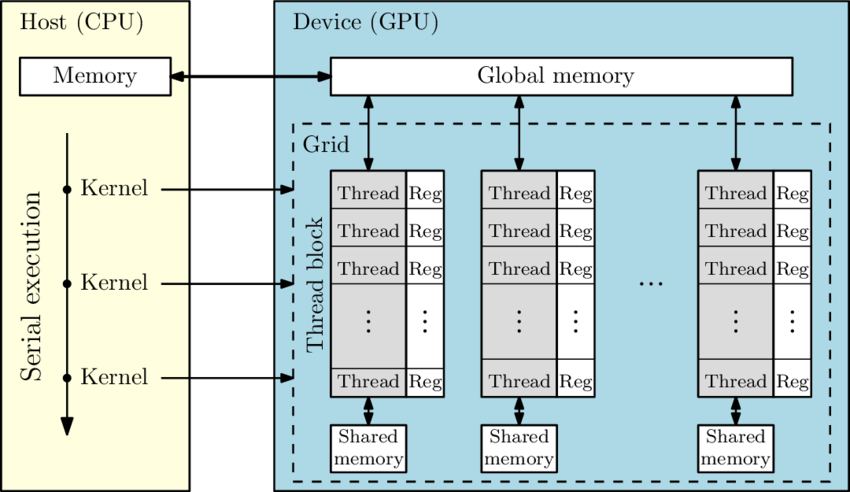 Host (CPU)
Memory
Serial execution
Kernel
Kernel
Kernel
Device (GPU)
Global memory
Grid
Thread block
Thread Reg
Thread Reg
Thread Reg
⋮ ⋮
Thread Reg
Shared
memory
Thread Reg
Thread Reg
Thread Reg
⋮ ⋮
Thread Reg
Shared
memory
...
Thread Reg
Thread Reg
Thread Reg
⋮ ⋮
Thread Reg
Shared
memory